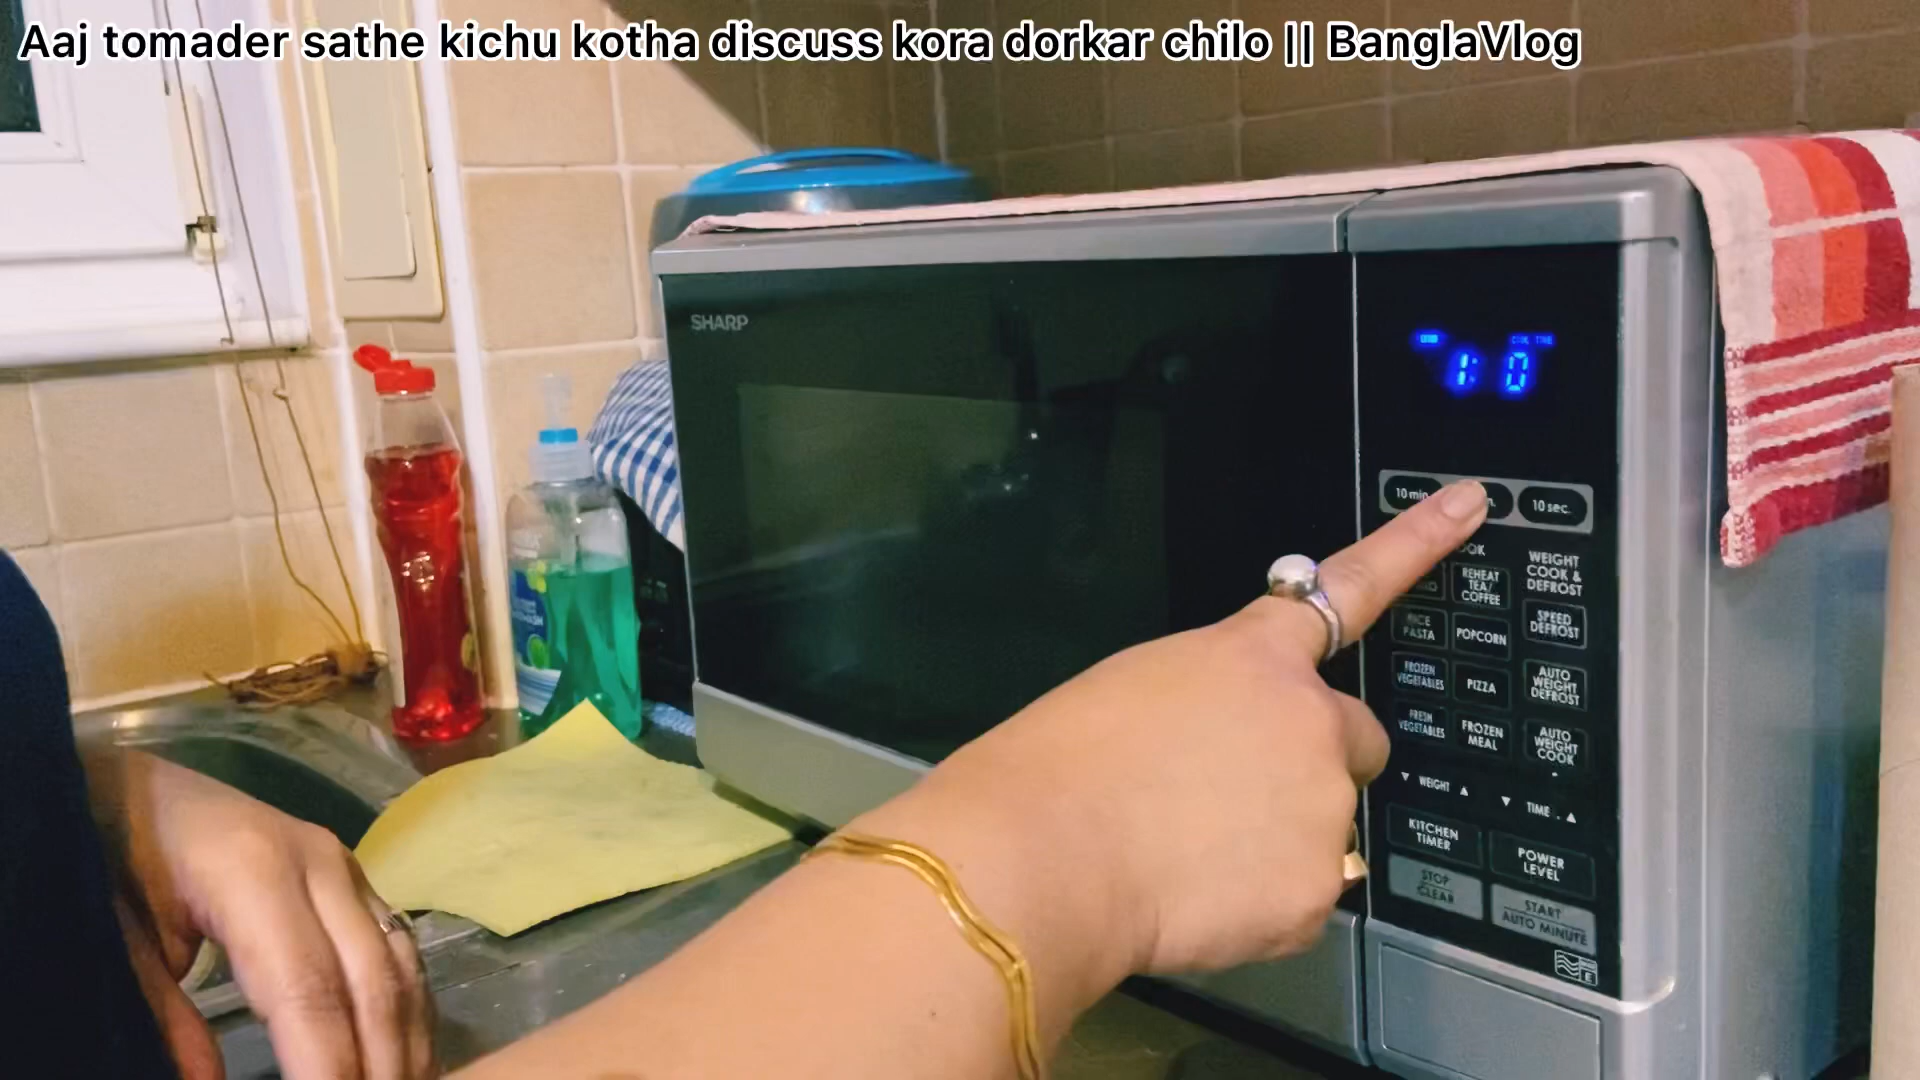 Aaj tomader sathe kichu kotha discuss kora dorkar chilo || BanglaVlog
SHARP
1: 0
10 min. 10 sec.
WEIGHT
COOK &
DEFROST
REHEAT
TEA/
COFFEE
SPEED
DEFROST
RICE
PASTA
POPCORN
FROZEN
VEGETABLES
PIZZA
AUTO
WEIGHT
DEFROST
FRESH
VEGETABLES
FROZEN
MEAL
AUTO
WEIGHT
COOK
▼ WEIGHT ▲
▼ TIME ▲
KITCHEN
TIMER
POWER
LEVEL
STOP
CLEAR
START
AUTO MINUTE